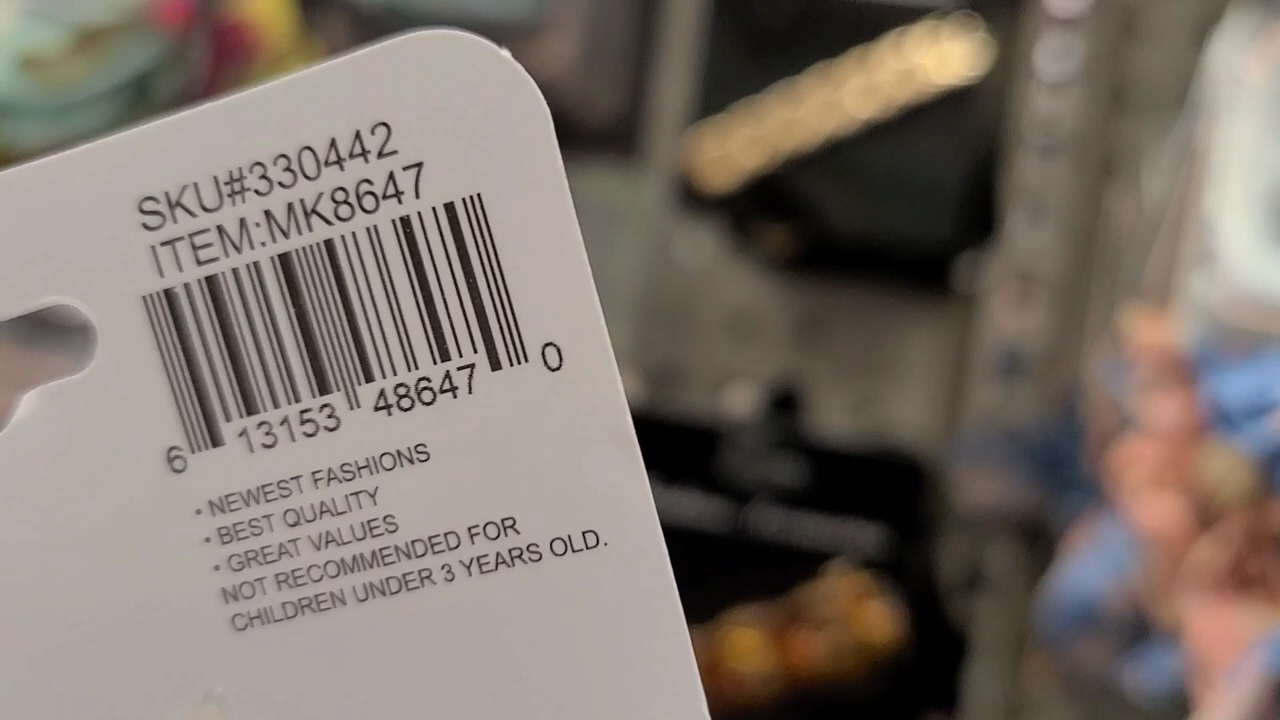 SKU#330442
ITEM:MK8647
6 13153 48647 0
• NEWEST FASHIONS
• BEST QUALITY
• GREAT VALUES
NOT RECOMMENDED FOR
CHILDREN UNDER 3 YEARS OLD.